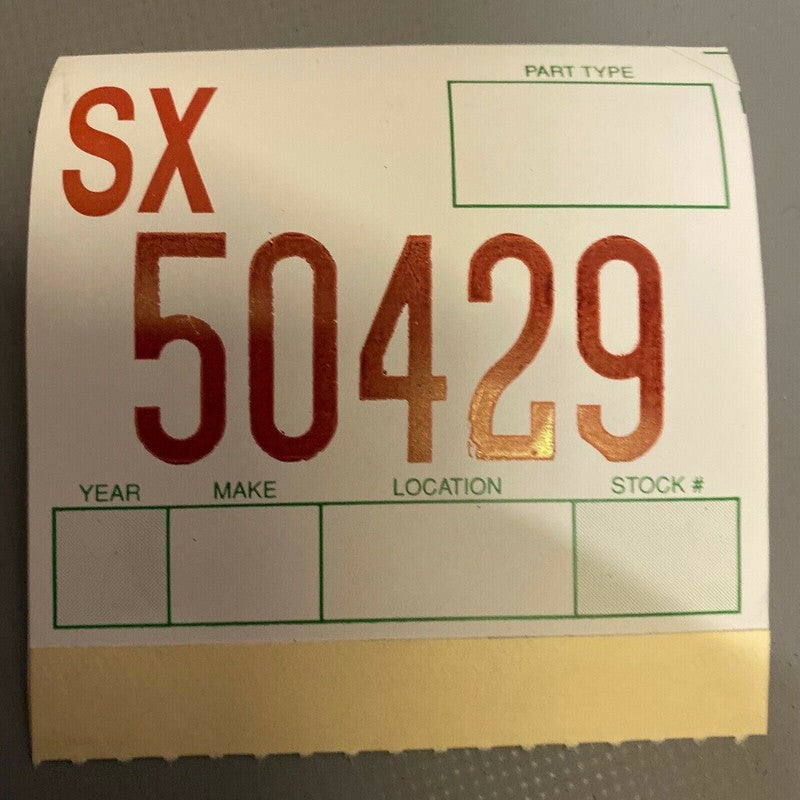 SX
PART TYPE
50429
YEAR MAKE LOCATION STOCK #